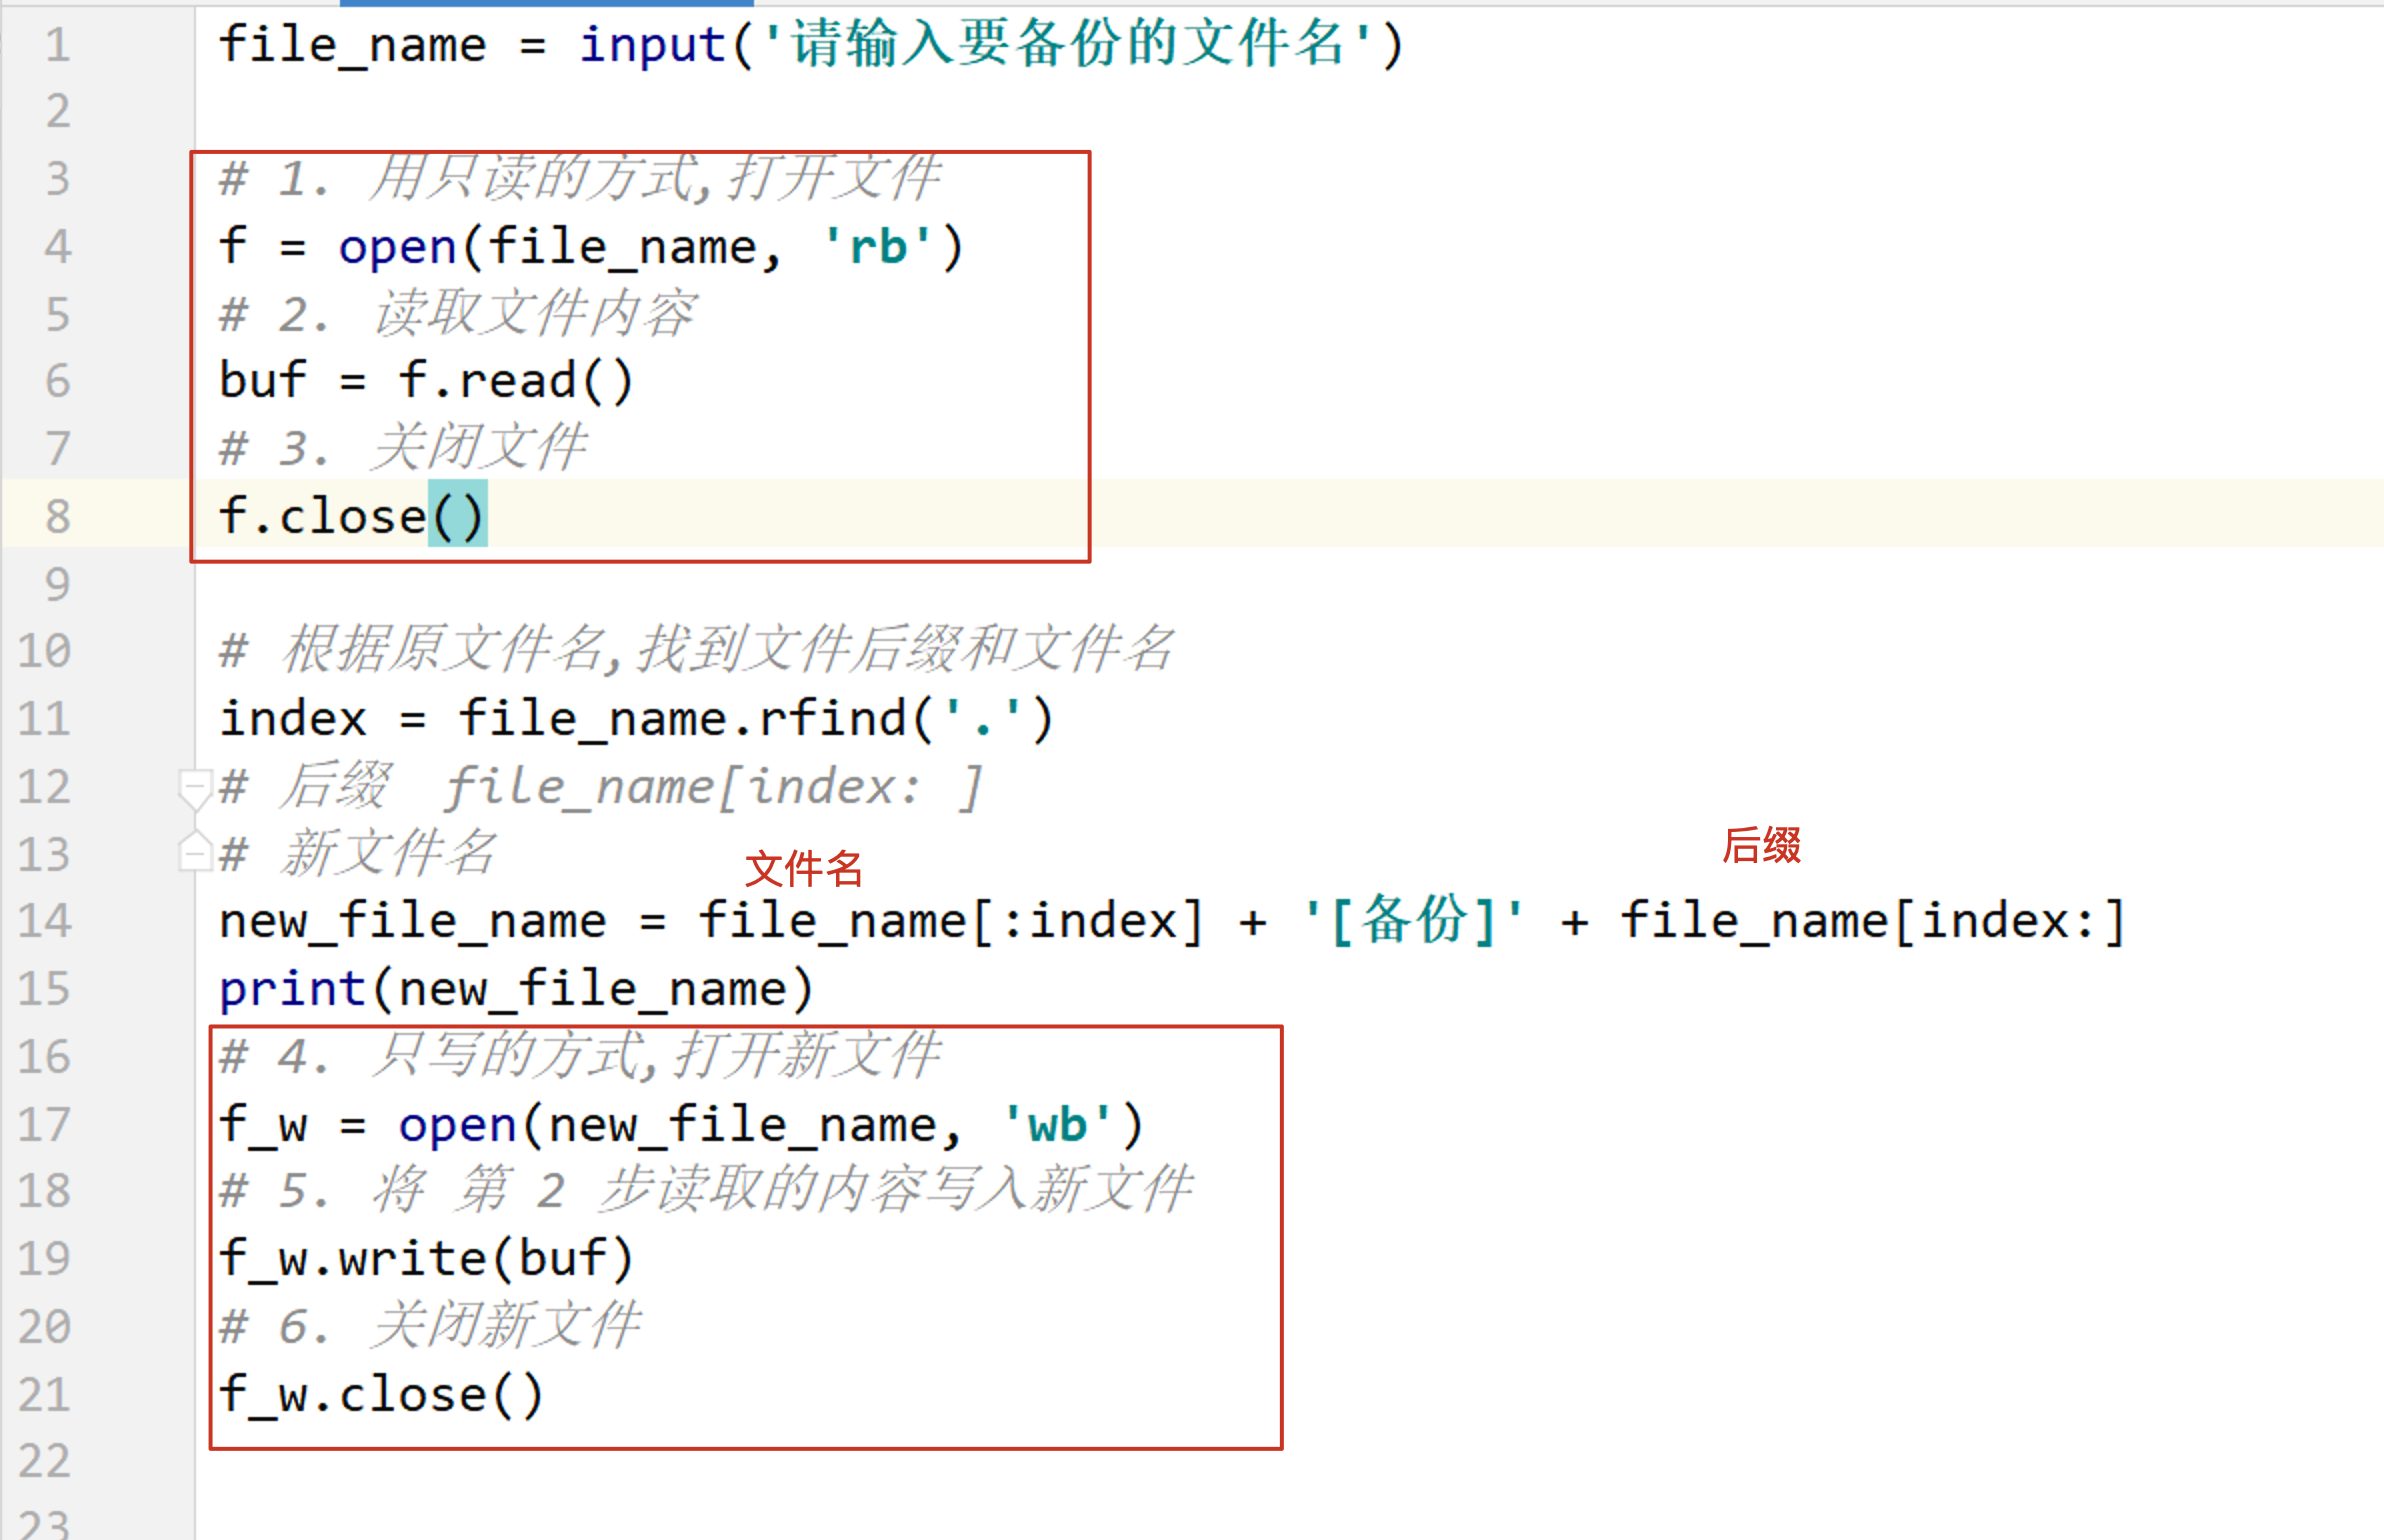 1 file_name = input('请输入要备份的文件名')
2
3 # 1. 用只读的方式,打开文件
4 f = open(file_name, 'rb')
5 # 2. 读取文件内容
6 buf = f.read()
7 # 3. 关闭文件
8 f.close()
9
10 # 根据原文件名,找到文件后缀和文件名
11 index = file_name.rfind('.')
12 # 后缀  file_name[index: ]
13 # 新文件名
文件名 后缀
14 new_file_name = file_name[:index] + '[备份]' + file_name[index:]
15 print(new_file_name)
16 # 4. 只写的方式,打开新文件
17 f_w = open(new_file_name, 'wb')
18 # 5. 将 第 2 步读取的内容写入新文件
19 f_w.write(buf)
20 # 6. 关闭新文件
21 f_w.close()
22
23